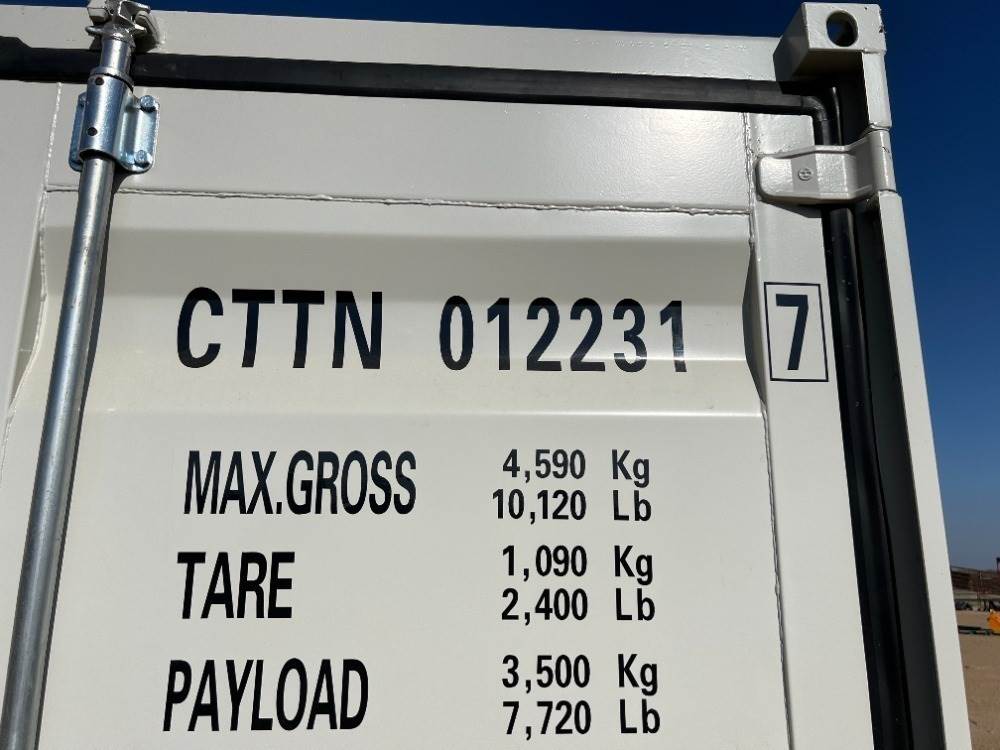 CTTN 012231 7
MAX.GROSS 4,590 Kg
10,120 Lb
TARE 1,090 Kg
2,400 Lb
PAYLOAD 3,500 Kg
7,720 Lb